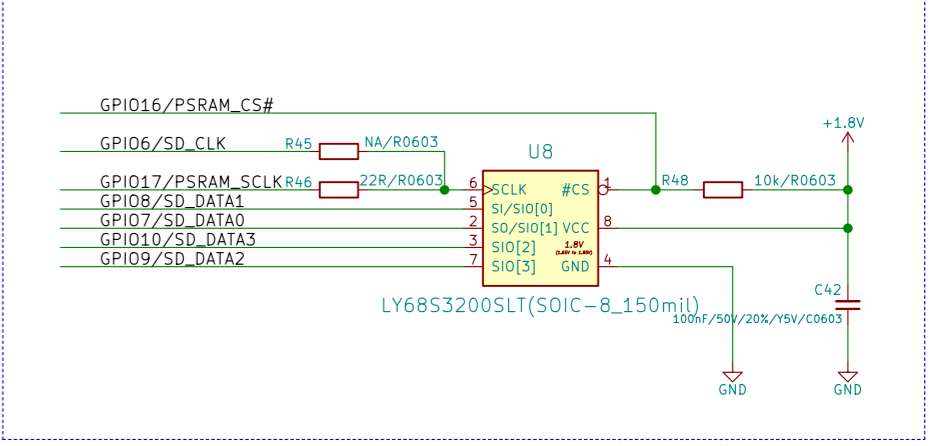 GPIO16/PSRAM_CS#
+1.8V
GPIO6/SD_CLK
R45
NA/R0603
U8
GPIO17/PSRAM_SCLK
R46
22R/R0603
6
SCLK
#CS
1
R48
10k/R0603
GPIO8/SD_DATA1
5
SI/SIO[0]
GPIO7/SD_DATA0
2
SO/SIO[1]
VCC
8
GPIO10/SD_DATA3
3
SIO[2]
1.8V
GPIO9/SD_DATA2
7
SIO[3]
GND
4
C42
LY68S3200SLT(SOIC-8_150mil)
100nF/50V/20%/Y5V/C0603
GND
GND